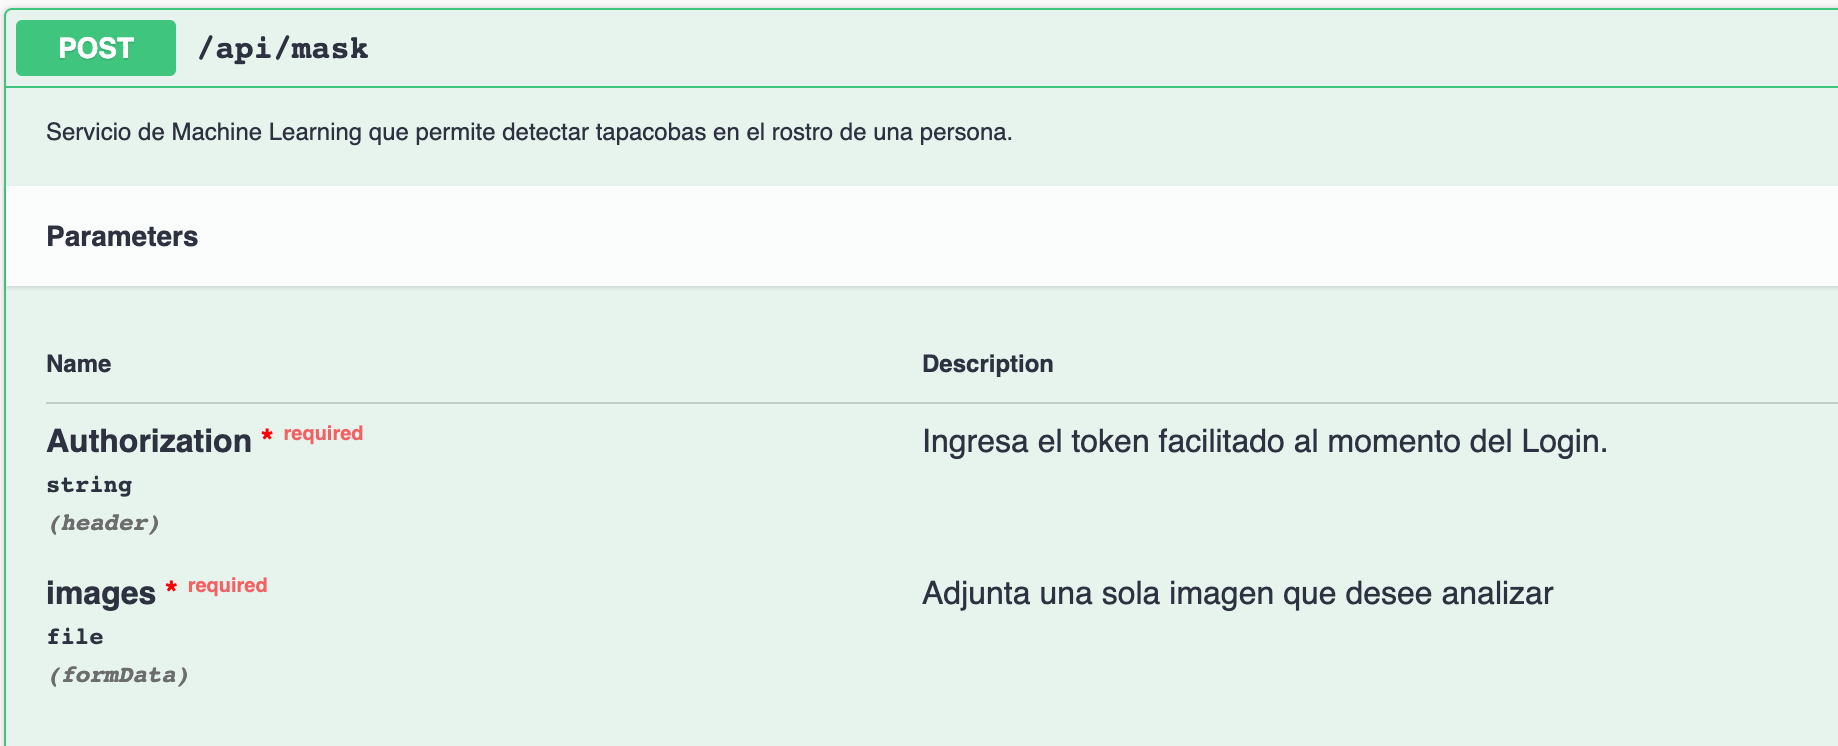 POST /api/mask
Servicio de Machine Learning que permite detectar tapacobas en el rostro de una persona.
Parameters
Name Description
Authorization * required Ingresa el token facilitado al momento del Login.
string
(header)
images * required Adjunta una sola imagen que desee analizar
file
(formData)